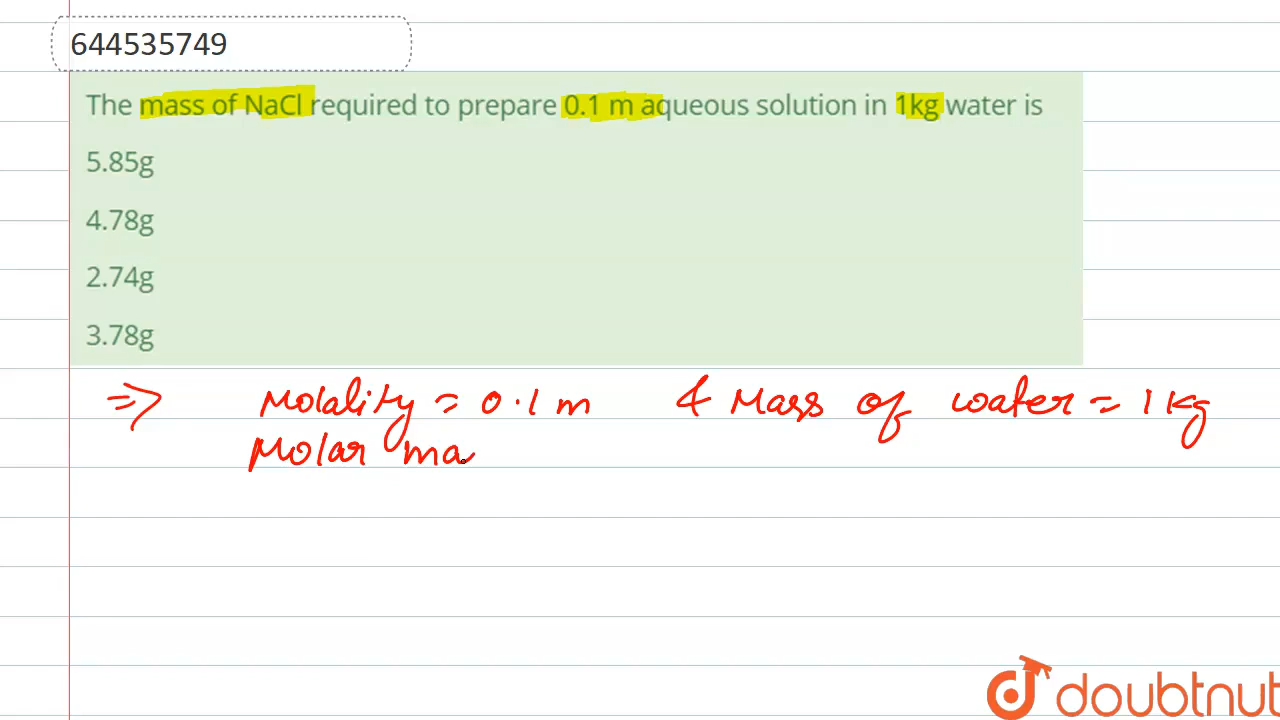 644535749
The mass of NaCl required to prepare 0.1 m aqueous solution in 1kg water is
5.85g
4.78g
2.74g
3.78g
⇒ Molality = 0.1 m & Mass of water = 1 kg
Molar ma
doubtnut